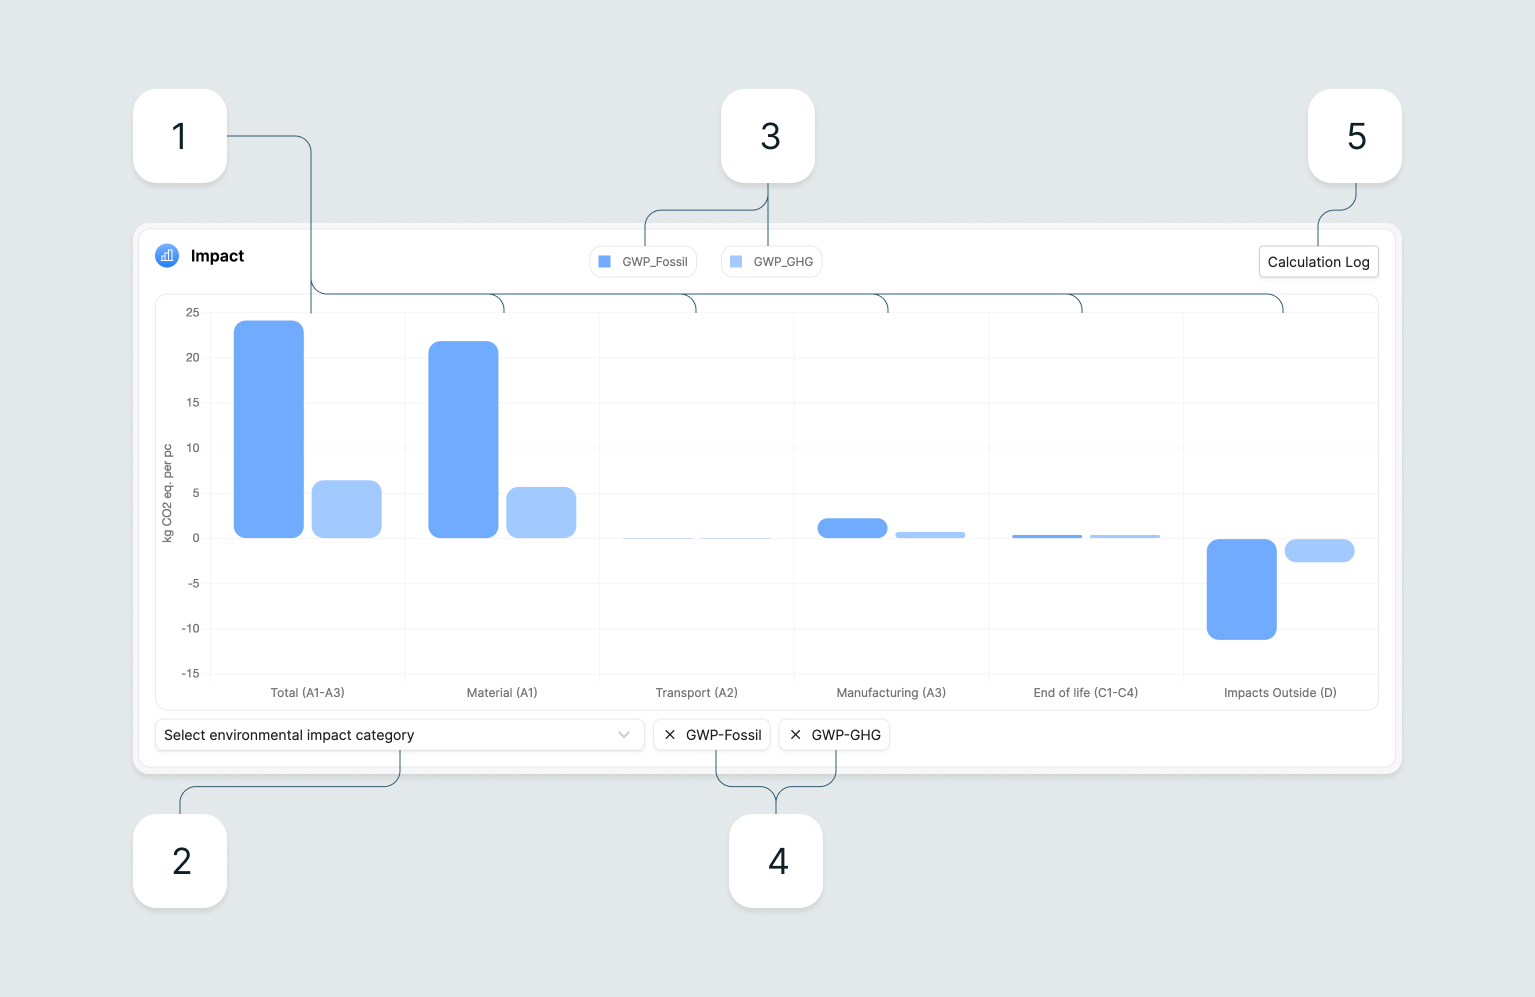 1
3
5
Impact
GWP_Fossil
GWP_GHG
Calculation Log
kg CO2 eq. per pc
25
20
15
10
5
0
-5
-10
-15
Total (A1-A3)
Material (A1)
Transport (A2)
Manufacturing (A3)
End of life (C1-C4)
Impacts Outside (D)
Select environmental impact category
× GWP-Fossil
× GWP-GHG
2
4